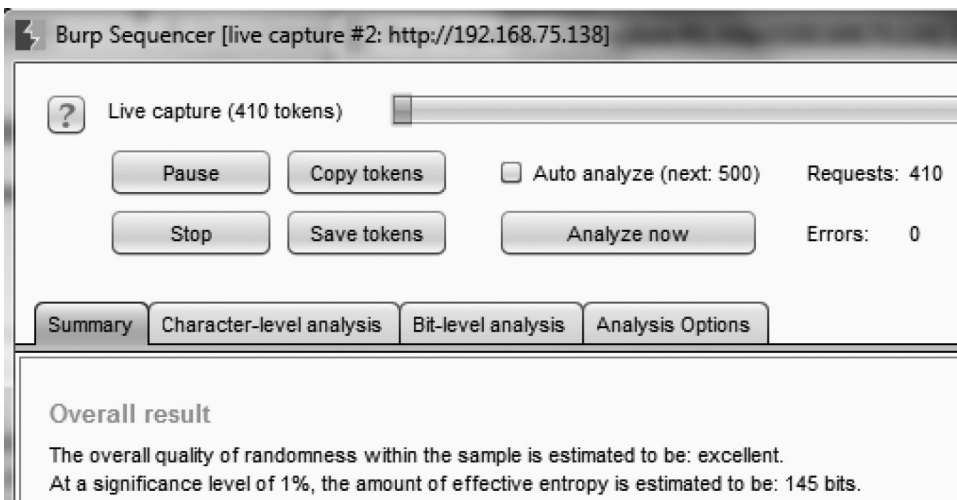 Burp Sequencer [live capture #2: http://192.168.75.138]
? Live capture (410 tokens)
Pause Copy tokens Auto analyze (next: 500) Requests: 410
Stop Save tokens Analyze now Errors: 0
Summary Character-level analysis Bit-level analysis Analysis Options
Overall result
The overall quality of randomness within the sample is estimated to be: excellent.
At a significance level of 1%, the amount of effective entropy is estimated to be: 145 bits.